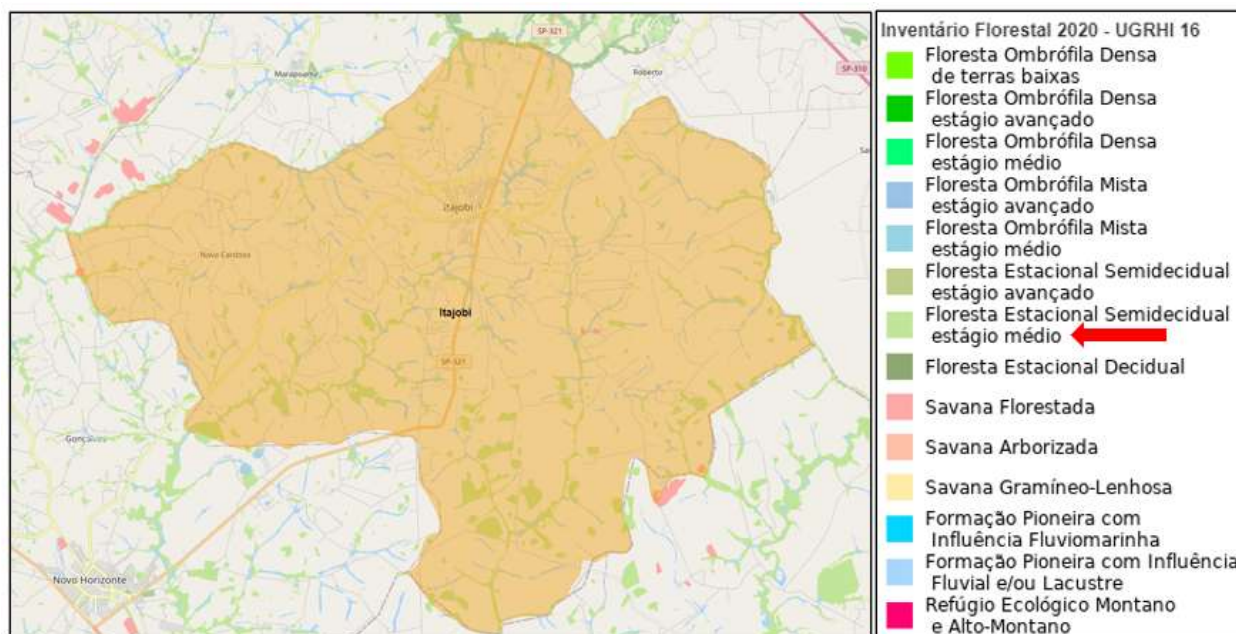 SP-321
SP-310
Marapoama
Roberto
Itajobi
Nova Cardoso
Itajobi
SP-321
Gonçalves
Novo Horizonte
Inventário Florestal 2020 - UGRHI 16
Floresta Ombrófila Densa
de terras baixas
Floresta Ombrófila Densa
estágio avançado
Floresta Ombrófila Densa
estágio médio
Floresta Ombrófila Mista
estágio avançado
Floresta Ombrófila Mista
estágio médio
Floresta Estacional Semidecidual
estágio avançado
Floresta Estacional Semidecidual
estágio médio
Floresta Estacional Decidual
Savana Florestada
Savana Arborizada
Savana Gramíneo-Lenhosa
Formação Pioneira com
Influência Fluviomarinha
Formação Pioneira com Influência
Fluvial e/ou Lacustre
Refúgio Ecológico Montano
e Alto-Montano